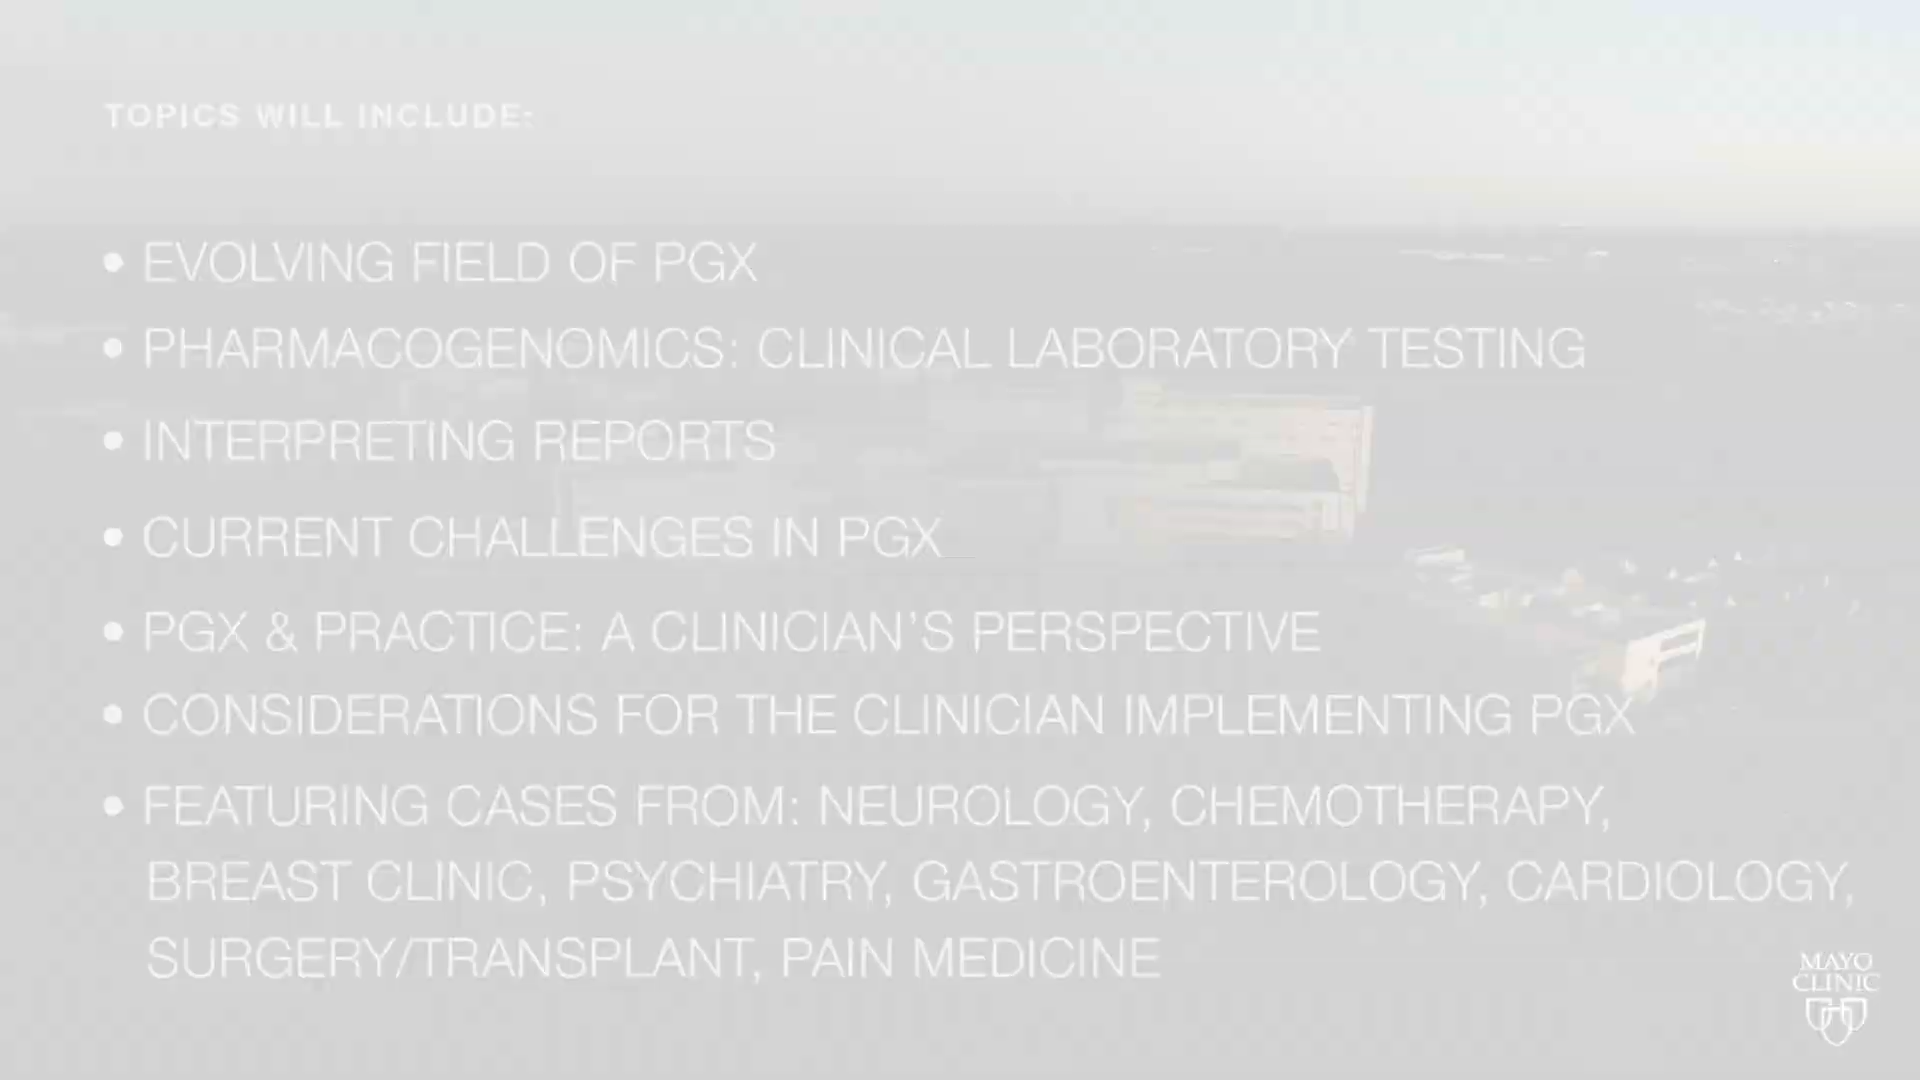 TOPICS WILL INCLUDE:
• EVOLVING FIELD OF PGX
• PHARMACOGENOMICS: CLINICAL LABORATORY TESTING
• INTERPRETING REPORTS
• CURRENT CHALLENGES IN PGX
• PGX & PRACTICE: A CLINICIAN'S PERSPECTIVE
• CONSIDERATIONS FOR THE CLINICIAN IMPLEMENTING PGX
• FEATURING CASES FROM: NEUROLOGY, CHEMOTHERAPY,
BREAST CLINIC, PSYCHIATRY, GASTROENTEROLOGY, CARDIOLOGY,
SURGERY/TRANSPLANT, PAIN MEDICINE
MAYO
CLINIC